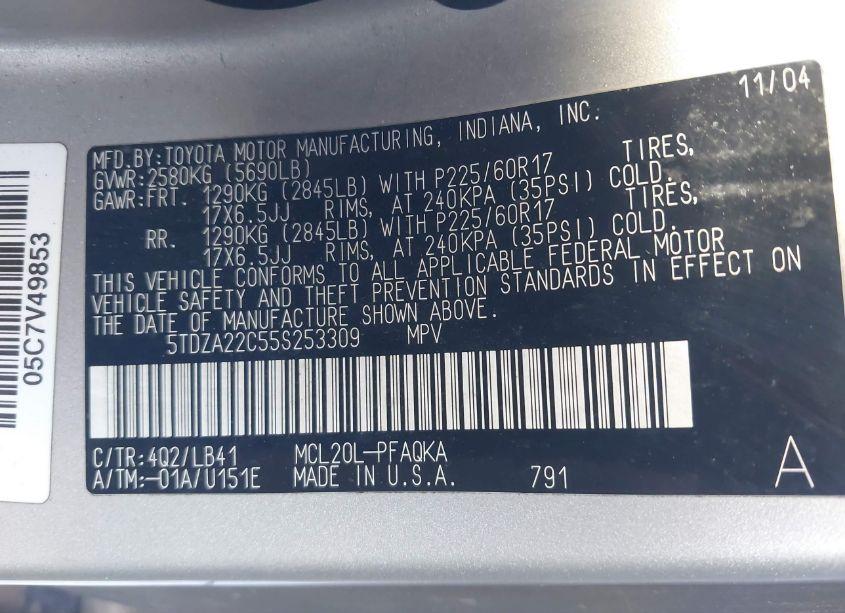 11/04
MFD.BY:TOYOTA MOTOR MANUFACTURING, INDIANA, INC.
GVWR:2580KG (5690LB)
GAWR:FRT. 1290KG (2845LB) WITH P225/60R17 TIRES,
17X6.5JJ RIMS, AT 240KPA (35PSI) COLD.
RR. 1290KG (2845LB) WITH P225/60R17 TIRES,
17X6.5JJ RIMS, AT 240KPA (35PSI) COLD.
THIS VEHICLE CONFORMS TO ALL APPLICABLE FEDERAL MOTOR
VEHICLE SAFETY AND THEFT PREVENTION STANDARDS IN EFFECT ON
THE DATE OF MANUFACTURE SHOWN ABOVE.
5TDZA22C55S253309 MPV
C/TR:4Q2/LB41 MCL20L-PFAQKA
A/TM:-01A/U151E MADE IN U.S.A. 791
A
05C7V49853